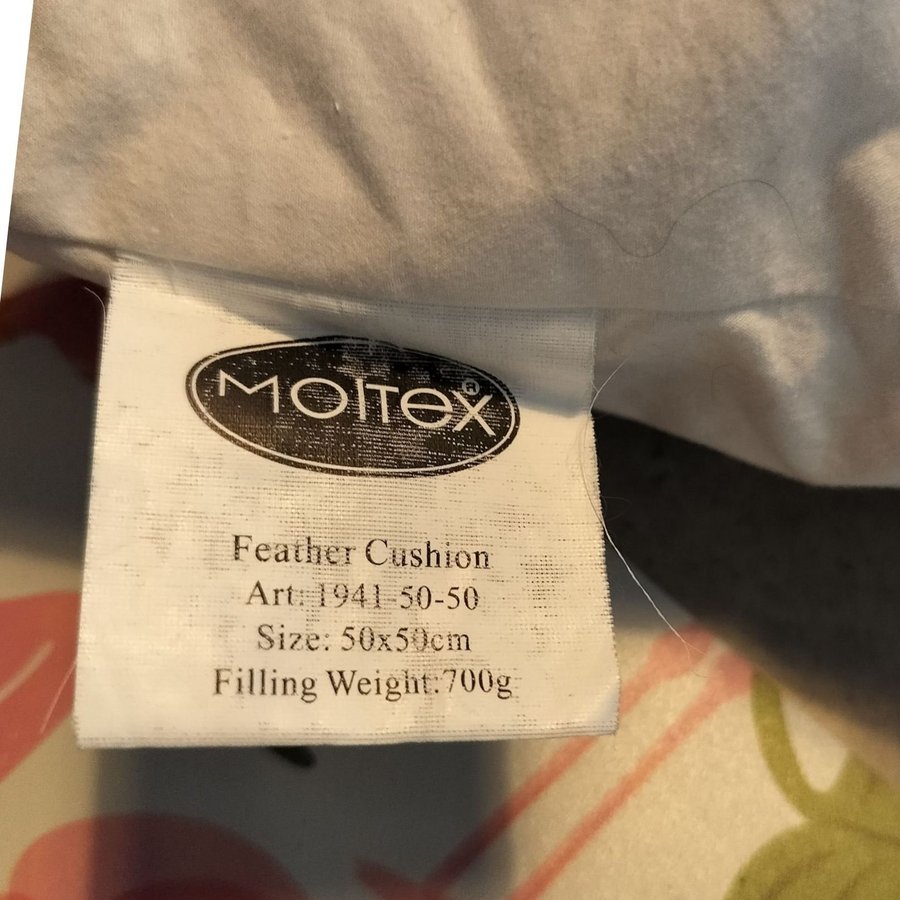 MOlTex®
Feather Cushion
Art: 1941-50-50
Size: 50x50cm
Filling Weight:700g